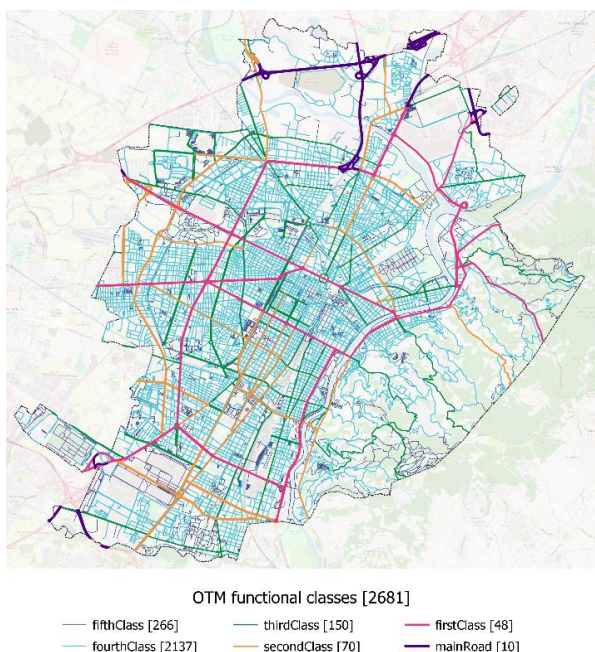 OTM functional classes [2681]
fifthClass [266] thirdClass [150] firstClass [48]
fourthClass [2137] secondClass [70] mainRoad [10]